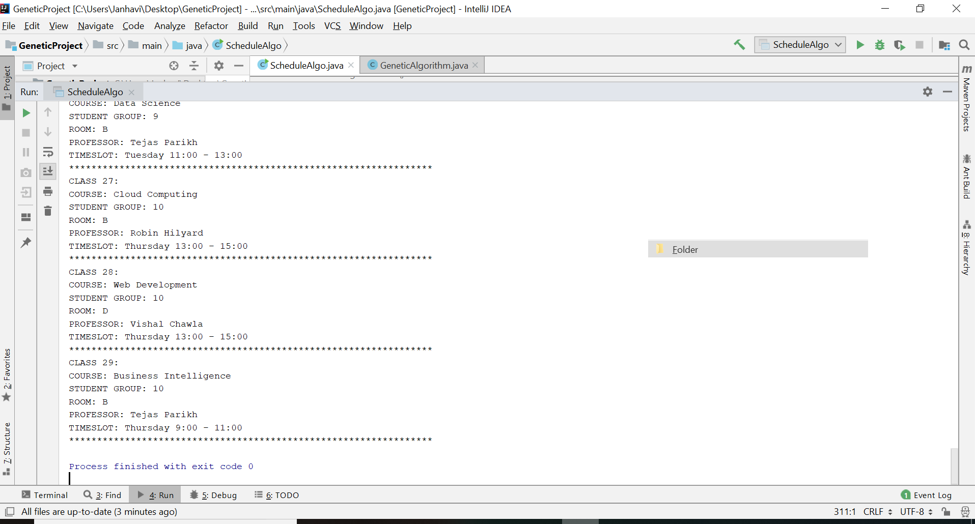 GeneticProject [C:\Users\Janhavi\Desktop\GeneticProject] - ...\src\main\java\ScheduleAlgo.java [GeneticProject] - IntelliJ IDEA
File Edit View Navigate Code Analyze Refactor Build Run Tools VCS Window Help
GeneticProject src main java ScheduleAlgo ScheduleAlgo
Project ScheduleAlgo.java GeneticAlgorithm.java
Run: ScheduleAlgo
1: Project
2: Favorites
7: Structure
Maven Projects
Ant Build
8: Hierarchy
COURSE: Data Science
STUDENT GROUP: 9
ROOM: B
PROFESSOR: Tejas Parikh
TIMESLOT: Tuesday 11:00 - 13:00
*****************************************************************
CLASS 27:
COURSE: Cloud Computing
STUDENT GROUP: 10
ROOM: B
PROFESSOR: Robin Hilyard
TIMESLOT: Thursday 13:00 - 15:00
*****************************************************************
Folder
CLASS 28:
COURSE: Web Development
STUDENT GROUP: 10
ROOM: D
PROFESSOR: Vishal Chawla
TIMESLOT: Thursday 13:00 - 15:00
*****************************************************************
CLASS 29:
COURSE: Business Intelligence
STUDENT GROUP: 10
ROOM: B
PROFESSOR: Tejas Parikh
TIMESLOT: Thursday 9:00 - 11:00
*****************************************************************
Process finished with exit code 0
Terminal 3: Find 4: Run 5: Debug 6: TODO 1 Event Log
All files are up-to-date (3 minutes ago) 311:1 CRLF UTF-8